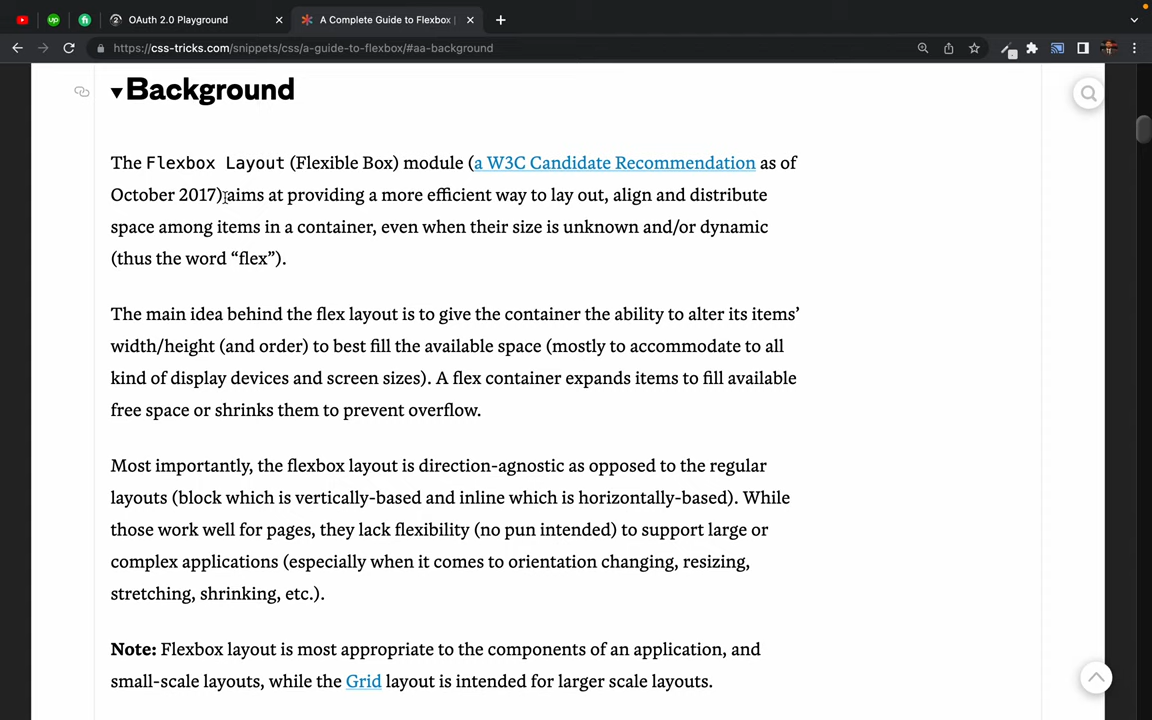 OAuth 2.0 Playground
A Complete Guide to Flexbox |
https://css-tricks.com/snippets/css/a-guide-to-flexbox/#aa-background
Background
The Flexbox Layout (Flexible Box) module (a W3C Candidate Recommendation as of
October 2017) aims at providing a more efficient way to lay out, align and distribute
space among items in a container, even when their size is unknown and/or dynamic
(thus the word “flex”).
The main idea behind the flex layout is to give the container the ability to alter its items’
width/height (and order) to best fill the available space (mostly to accommodate to all
kind of display devices and screen sizes). A flex container expands items to fill available
free space or shrinks them to prevent overflow.
Most importantly, the flexbox layout is direction-agnostic as opposed to the regular
layouts (block which is vertically-based and inline which is horizontally-based). While
those work well for pages, they lack flexibility (no pun intended) to support large or
complex applications (especially when it comes to orientation changing, resizing,
stretching, shrinking, etc.).
Note: Flexbox layout is most appropriate to the components of an application, and
small-scale layouts, while the Grid layout is intended for larger scale layouts.